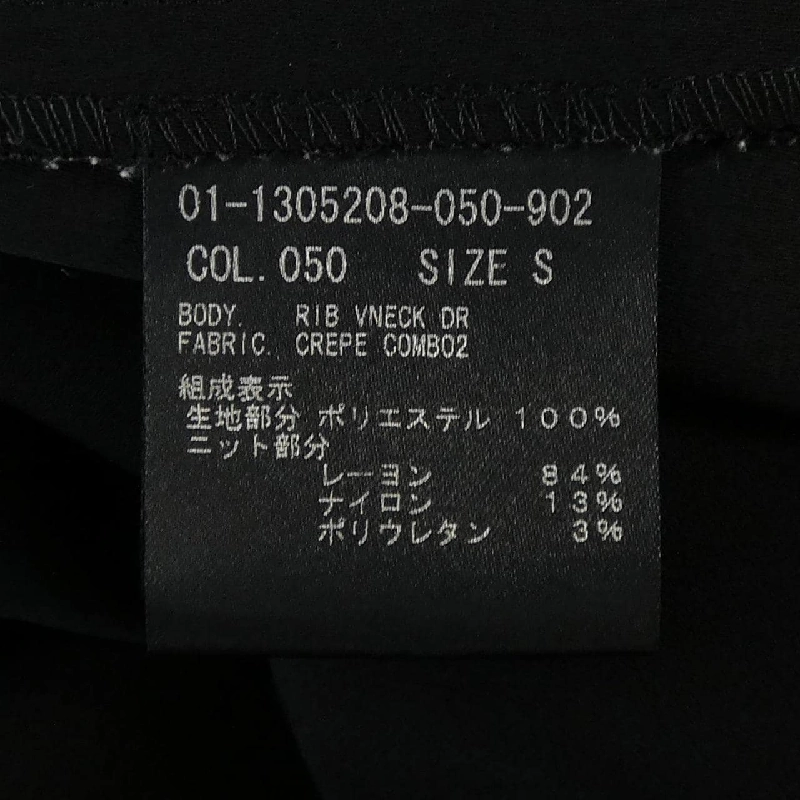 01-1305208-050-902
COL.050 SIZE S
BODY. RIB VNECK DR
FABRIC. CREPE COMBO2
組成表示
生地部分 ポリエステル １００％
ニット部分
レーヨン ８４％
ナイロン １３％
ポリウレタン ３％